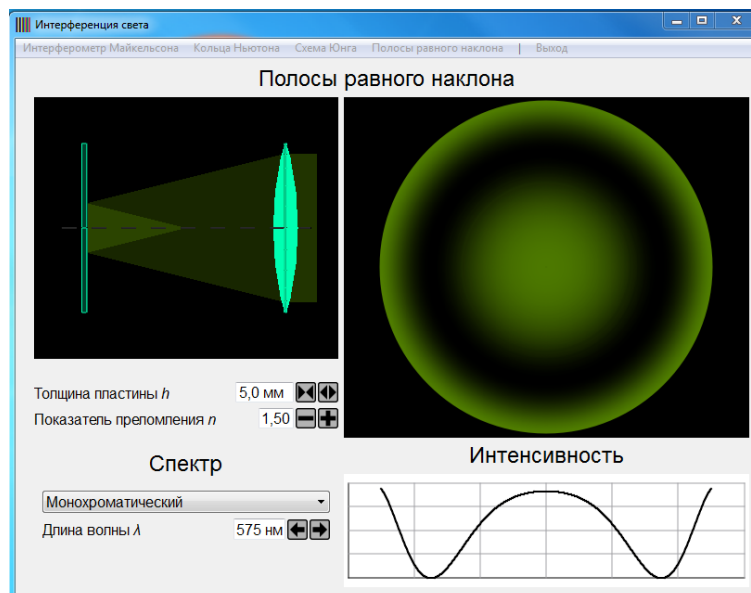 Интерференция света
Интерферометр Майкельсона Кольца Ньютона Схема Юнга Полосы равного наклона | Выход
Полосы равного наклона
Толщина пластины h 5,0 мм
Показатель преломления n 1,50
Спектр
Монохроматический
Длина волны λ 575 нм
Интенсивность